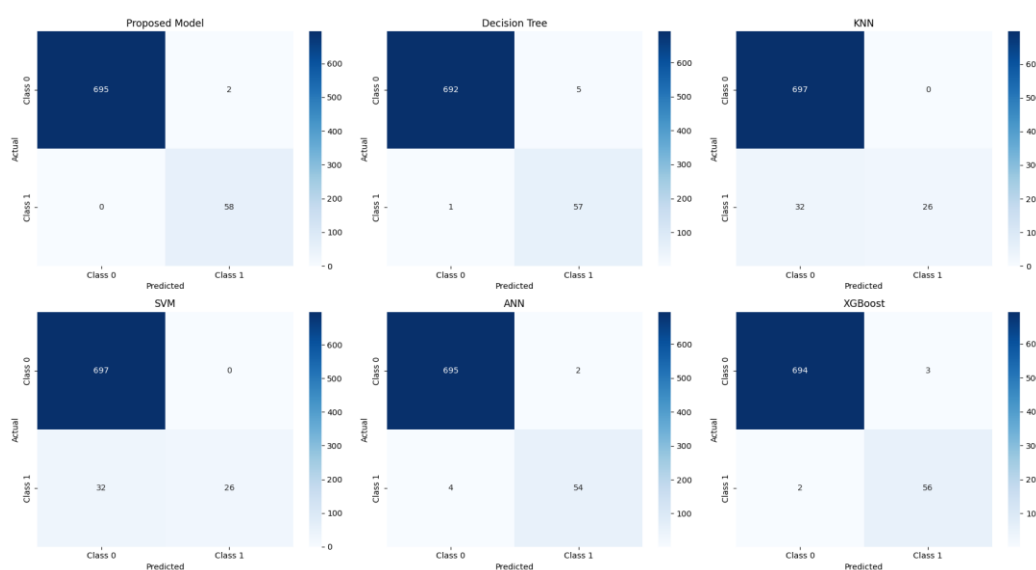 Proposed Model
Class 0
Class 1
Actual
695
2
0
58
Class 0
Class 1
Predicted
600
500
400
300
200
100
0
Decision Tree
Class 0
Class 1
Actual
692
5
1
57
Class 0
Class 1
Predicted
600
500
400
300
200
100
KNN
Class 0
Class 1
Actual
697
0
32
26
Class 0
Class 1
Predicted
0
SVM
Class 0
Class 1
Actual
697
0
32
26
Class 0
Class 1
Predicted
600
500
400
300
200
100
0
ANN
Class 0
Class 1
Actual
695
2
4
54
Class 0
Class 1
Predicted
600
500
400
300
200
100
XGBoost
Class 0
Class 1
Actual
694
3
2
56
Class 0
Class 1
Predicted